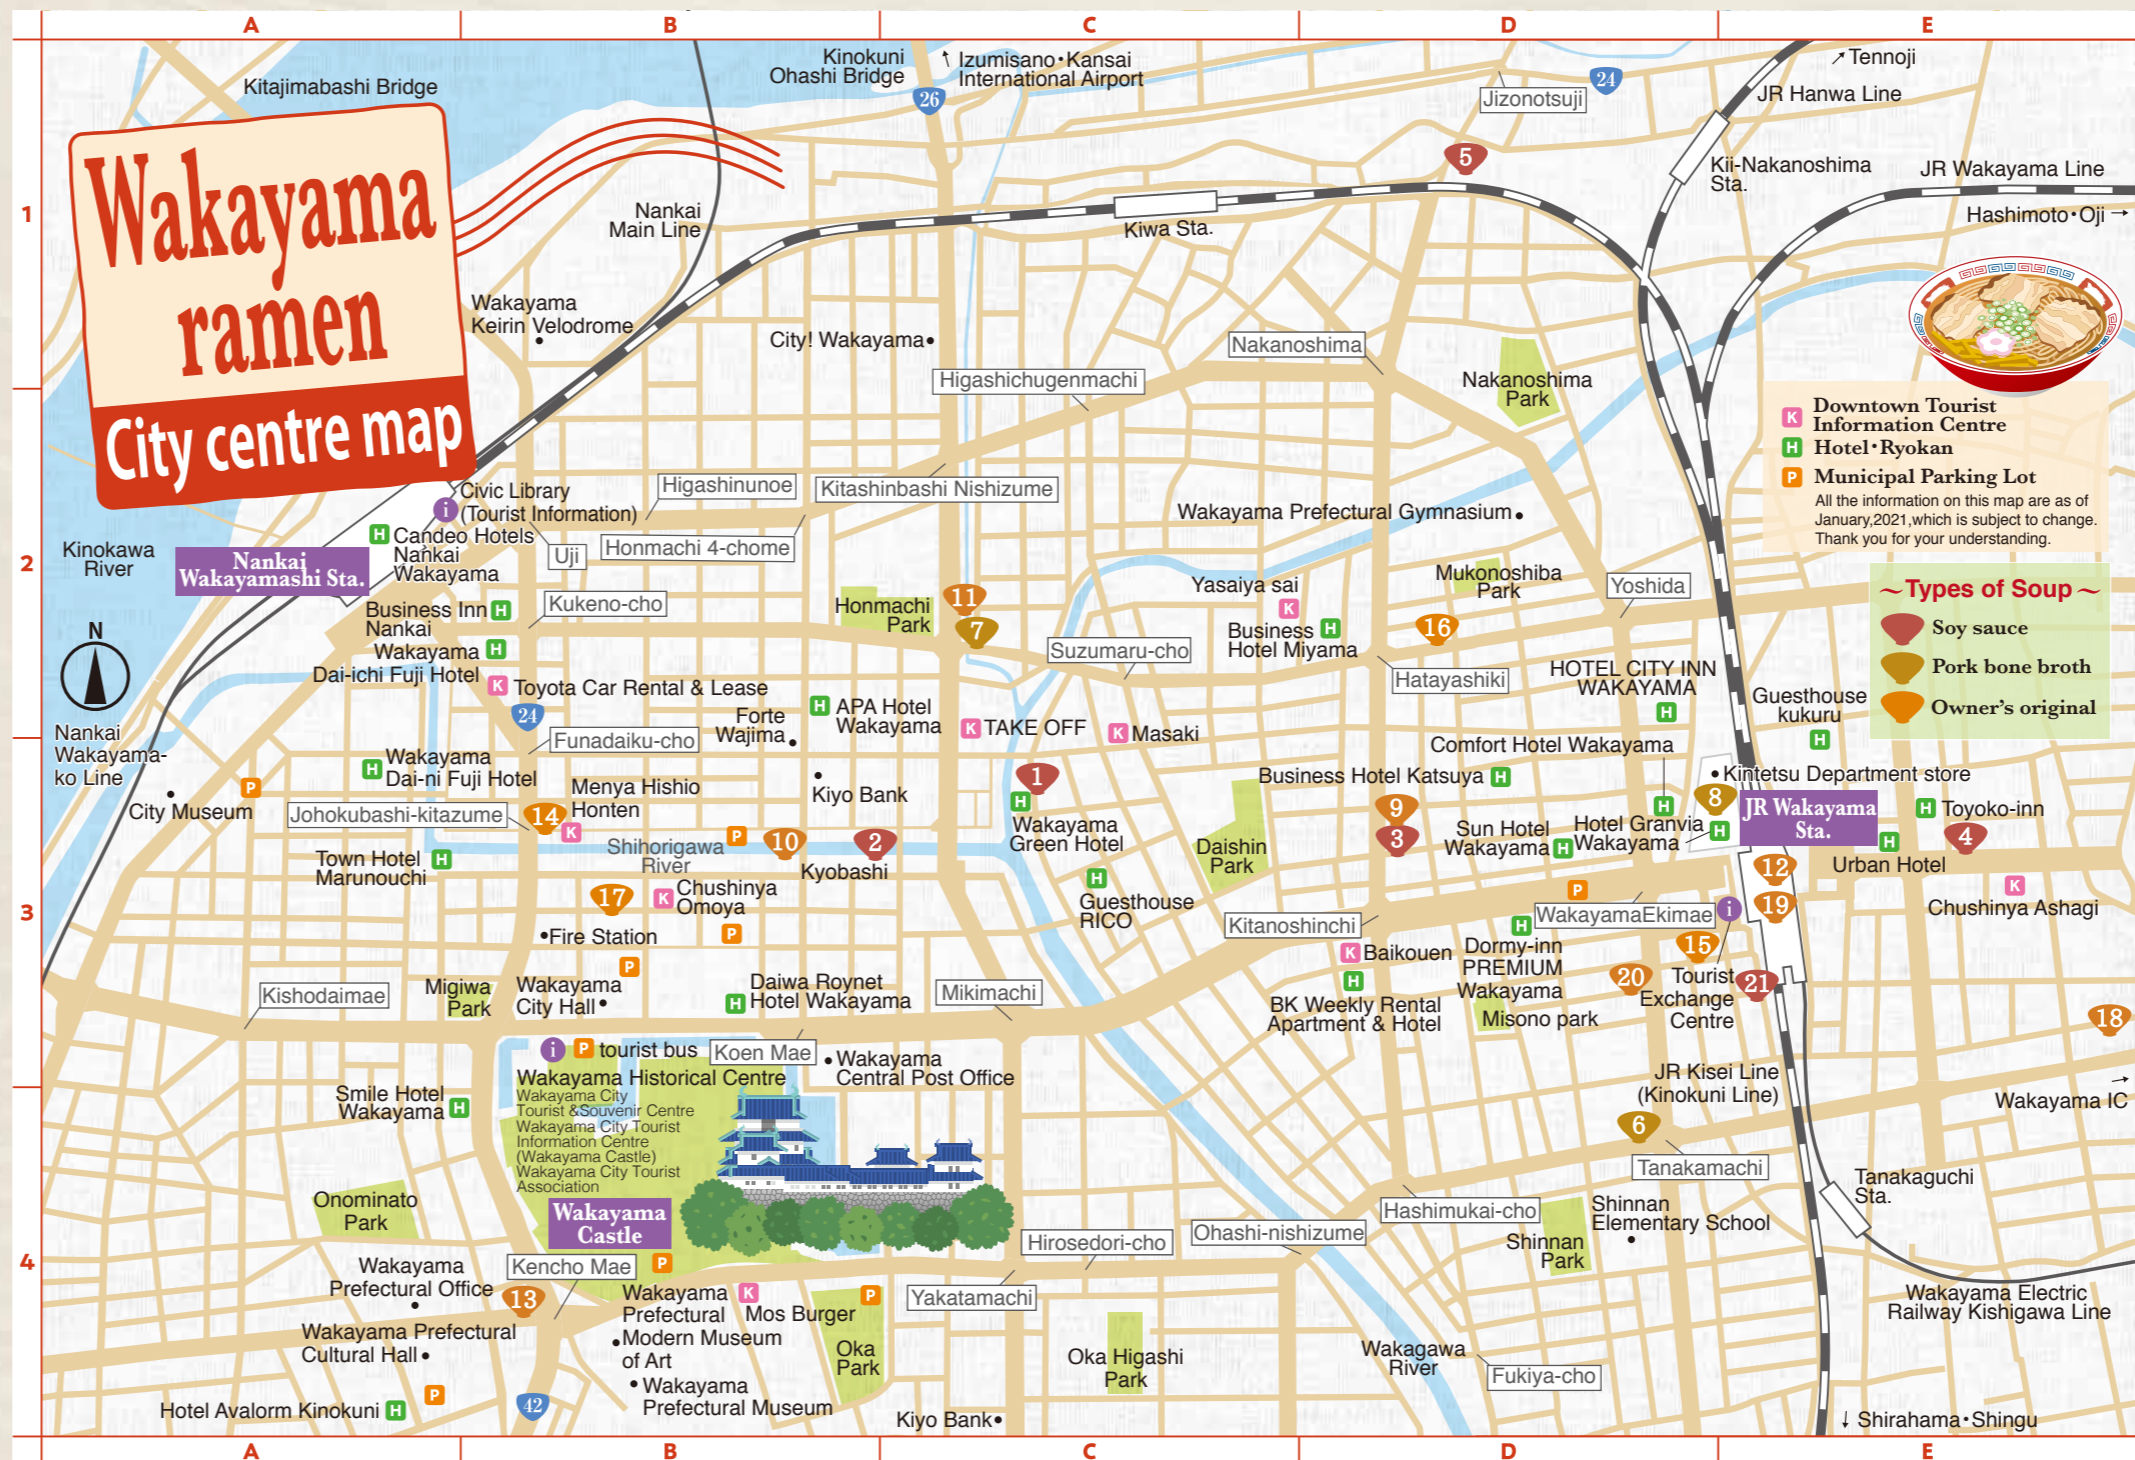 A
B
C
D
E
Kitajimabashi Bridge
Kinokuni
Ohashi Bridge
↑ Izumisano・Kansai
International Airport
26
24
Jizonotsuji
↗ Tennoji
JR Hanwa Line
Wakayama
ramen
City centre map
1
5
Kii-Nakanoshima
Sta.
JR Wakayama Line
Hashimoto・Oji →
Nankai
Main Line
Kiwa Sta.
Wakayama
Keirin Velodrome
City! Wakayama
Nakanoshima
Higashichugenmachi
Nakanoshima
Park
K Downtown Tourist
Information Centre
H Hotel・Ryokan
P Municipal Parking Lot
All the information on this map are as of
January,2021,which is subject to change.
Thank you for your understanding.
~Types of Soup~
Soy sauce
Pork bone broth
Owner's original
2
Kinokawa
River
Nankai
Wakayamashi Sta.
i
Civic Library
(Tourist Information)
H Candeo Hotels
Nankai
Wakayama
Higashinunoe
Kitashinbashi Nishizume
Uji
Honmachi 4-chome
Wakayama Prefectural Gymnasium
Business Inn H
Nankai
Kukeno-cho
Honmachi
Park
11
7
Yasaiya sai
K
Business H
Hotel Miyama
Mukonoshiba
Park
Yoshida
16
N
Wakayama H
Dai-ichi Fuji Hotel
K Toyota Car Rental & Lease
24
Suzumaru-cho
Hatayashiki
HOTEL CITY INN
WAKAYAMA
H
Guesthouse
kukuru
H
Nankai
Wakayama-
ko Line
Funadaiku-cho
Forte
Wajima
H APA Hotel
Wakayama
K TAKE OFF
K Masaki
Comfort Hotel Wakayama
H
H Wakayama
Dai-ni Fuji Hotel
P
City Museum
Kiyo Bank
1
H
Wakayama
Green Hotel
Business Hotel Katsuya H
Kintetsu Department store
8
JR Wakayama
Sta.
H Toyoko-inn
4
Menya Hishio
Honten
Johokubashi-kitazume
14
K
Shihorigawa
River
P
10
2
Kyobashi
9
3
Daishin
Park
Sun Hotel
Wakayama H
Hotel Granvia
Wakayama
H
H
Urban Hotel
12
19
3
Town Hotel H
Marunouchi
17
K Chushinya
Omoya
Fire Station
P
H
Guesthouse
RICO
Kitanoshinchi
P
WakayamaEkimae
i
K
Chushinya Ashagi
K Baikouen
H
BK Weekly Rental
Apartment & Hotel
H
Dormy-inn
PREMIUM
Wakayama
Misono park
15
20
Tourist
Exchange
Centre
21
18
Kishodaimae
Migiwa
Park
P
Wakayama
City Hall
H Daiwa Roynet
Hotel Wakayama
Mikimachi
i
P tourist bus
Koen Mae
Wakayama
Central Post Office
Wakayama Historical Centre
Wakayama City
Tourist &Souvenir Centre
Wakayama City Tourist
Information Centre
(Wakayama Castle)
Wakayama City Tourist
Association
Smile Hotel
Wakayama H
JR Kisei Line
(Kinokuni Line)
→
Wakayama IC
6
Tanakamachi
Wakayama
Castle
Onominato
Park
Tanakaguchi
Sta.
Hashimukai-cho
Shinnan
Elementary School
Shinnan
Park
4
Wakayama
Prefectural Office
Kencho Mae
P
Hirosedori-cho
Ohashi-nishizume
13
Wakayama
Prefectural
Modern Museum
of Art
K
Mos Burger
P
Yakatamachi
Wakayama Electric
Railway Kishigawa Line
Wakayama Prefectural
Cultural Hall
Oka
Park
Oka Higashi
Park
Wakagawa
River
Fukiya-cho
Wakayama
Prefectural Museum
Hotel Avalorm Kinokuni H
P
42
Kiyo Bank
↓ Shirahama・Shingu
A
B
C
D
E